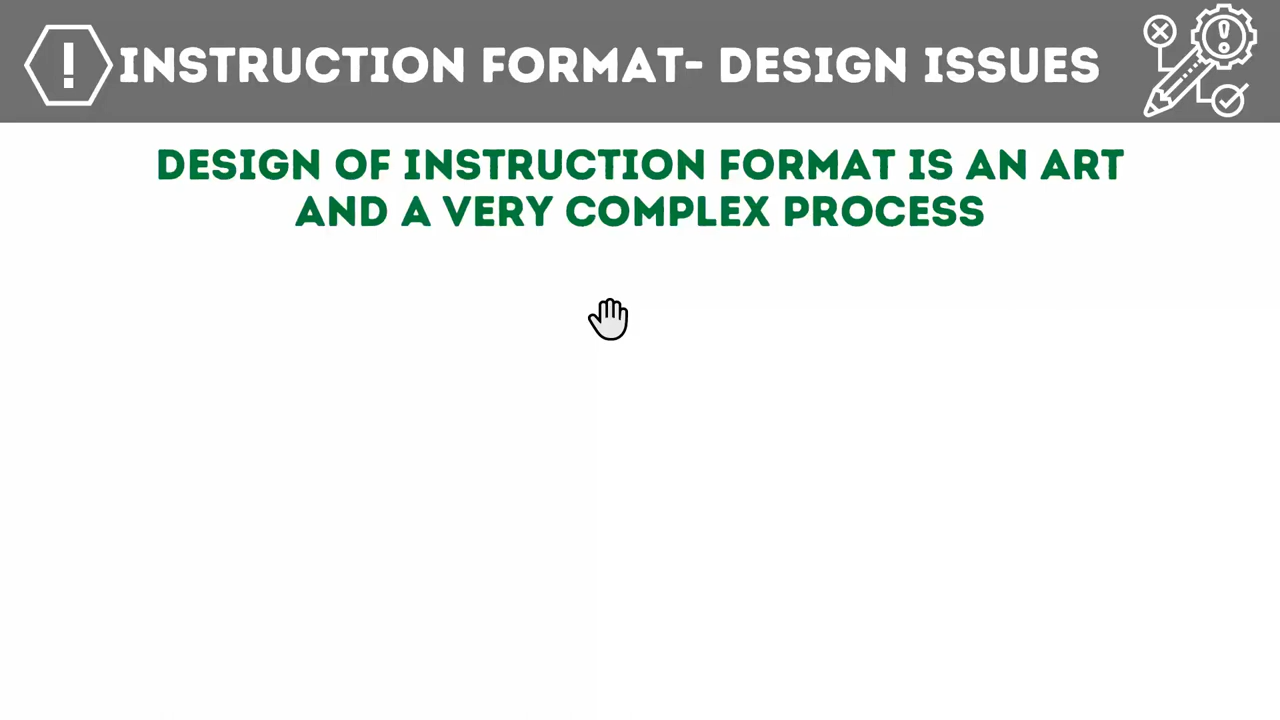 INSTRUCTION FORMAT- DESIGN ISSUES
DESIGN OF INSTRUCTION FORMAT IS AN ART
AND A VERY COMPLEX PROCESS